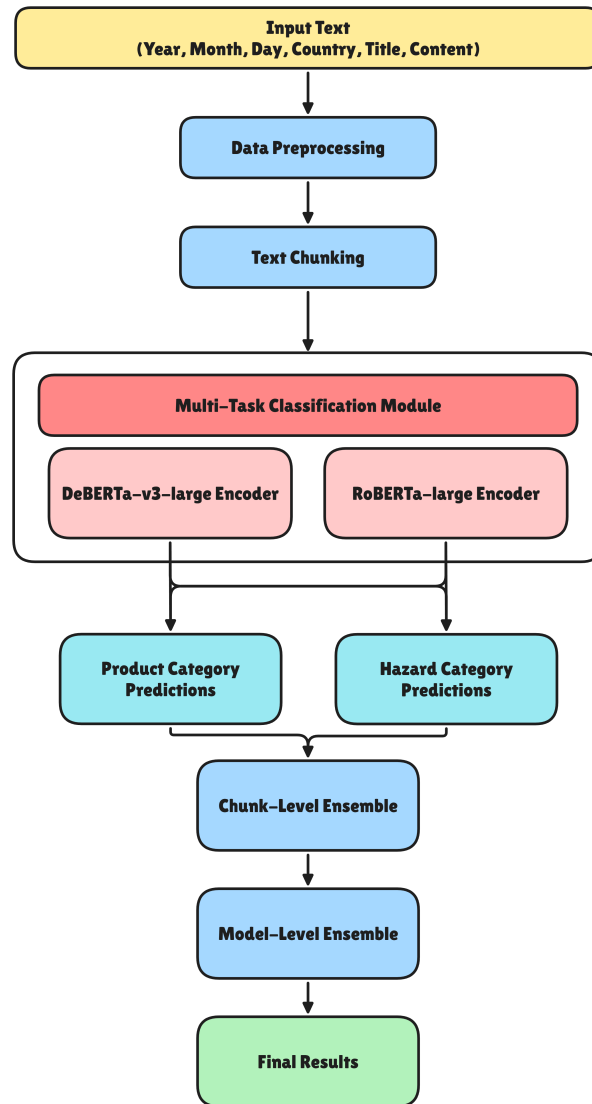 Input Text
(Year, Month, Day, Country, Title, Content)
Data Preprocessing
Text Chunking
Multi-Task Classification Module
DeBERTa-v3-large Encoder
RoBERTa-large Encoder
Product Category
Predictions
Hazard Category
Predictions
Chunk-Level Ensemble
Model-Level Ensemble
Final Results